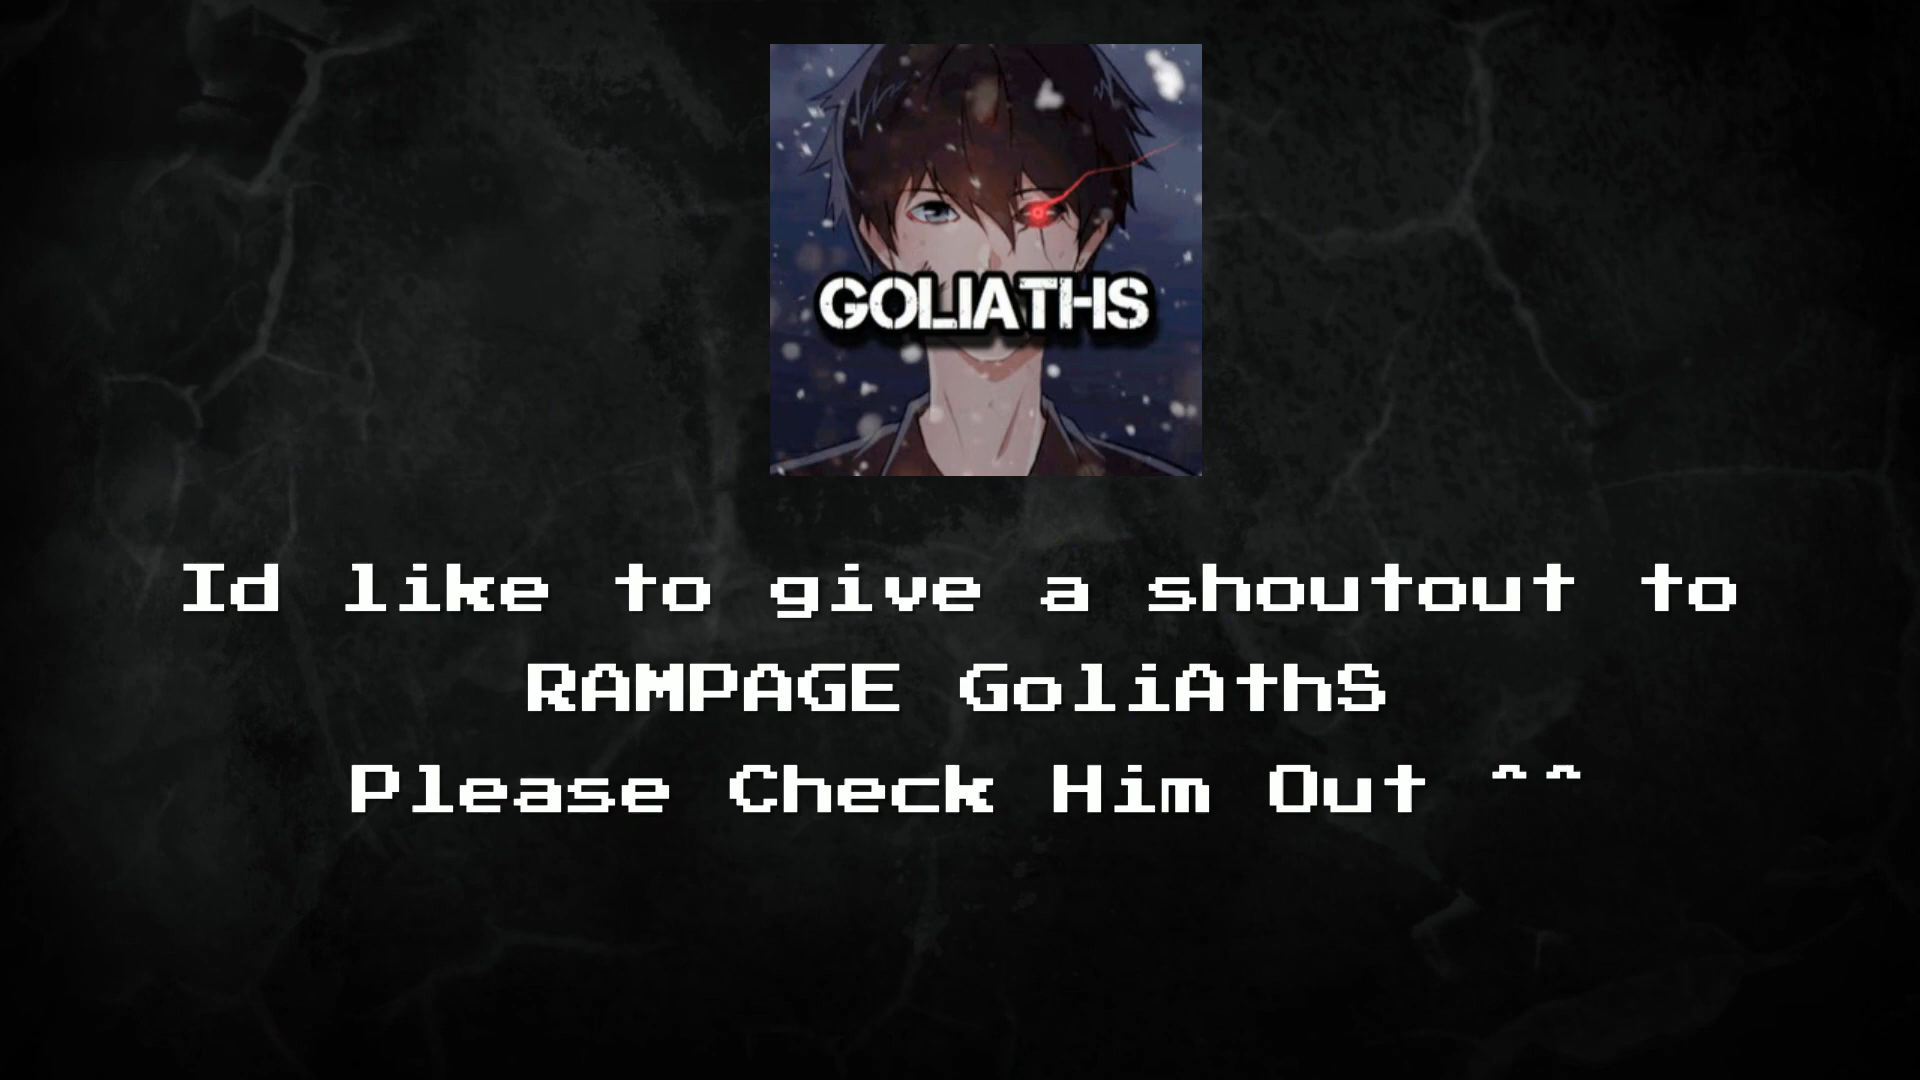 GOLIATHS
Id like to give a shoutout to
RAMPAGE GoliAthS
Please Check Him Out ^^